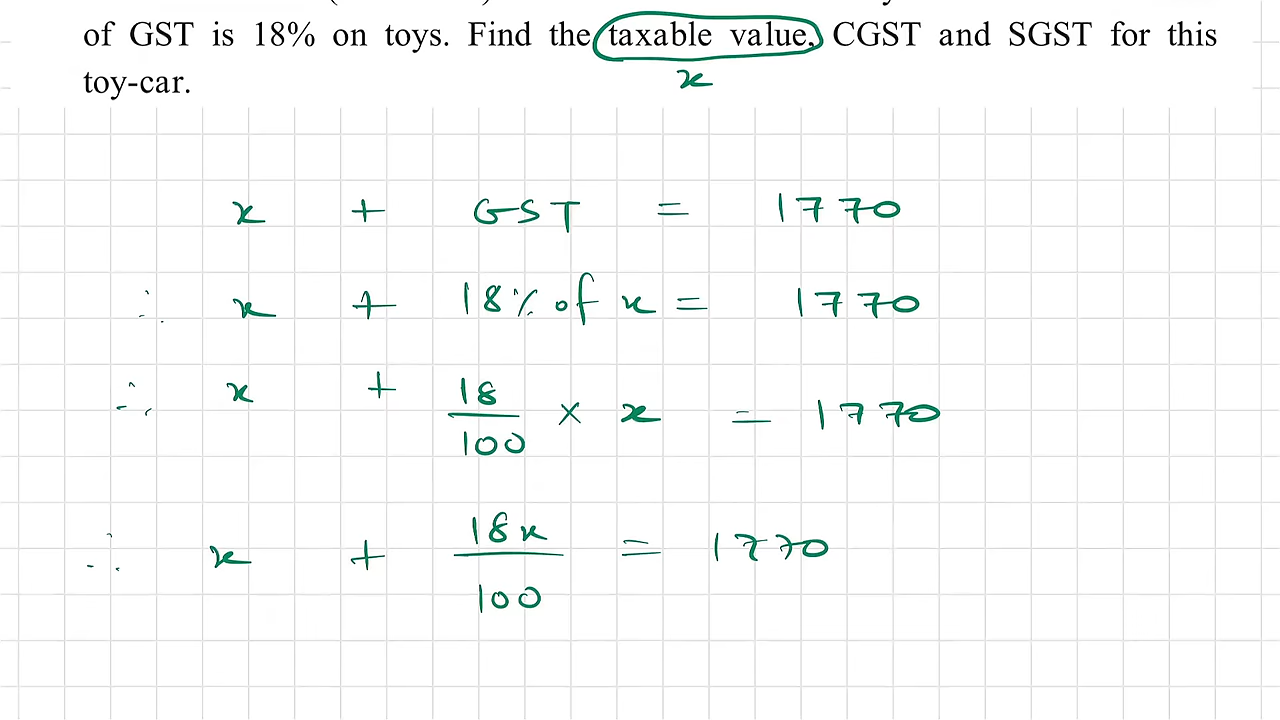 of GST is 18% on toys. Find the taxable value, CGST and SGST for this
toy-car.
x
x + GST = 1770
∴ x + 18% of x = 1770
∴ x + 18/100 × x = 1770
∴ x + 18x/100 = 1770